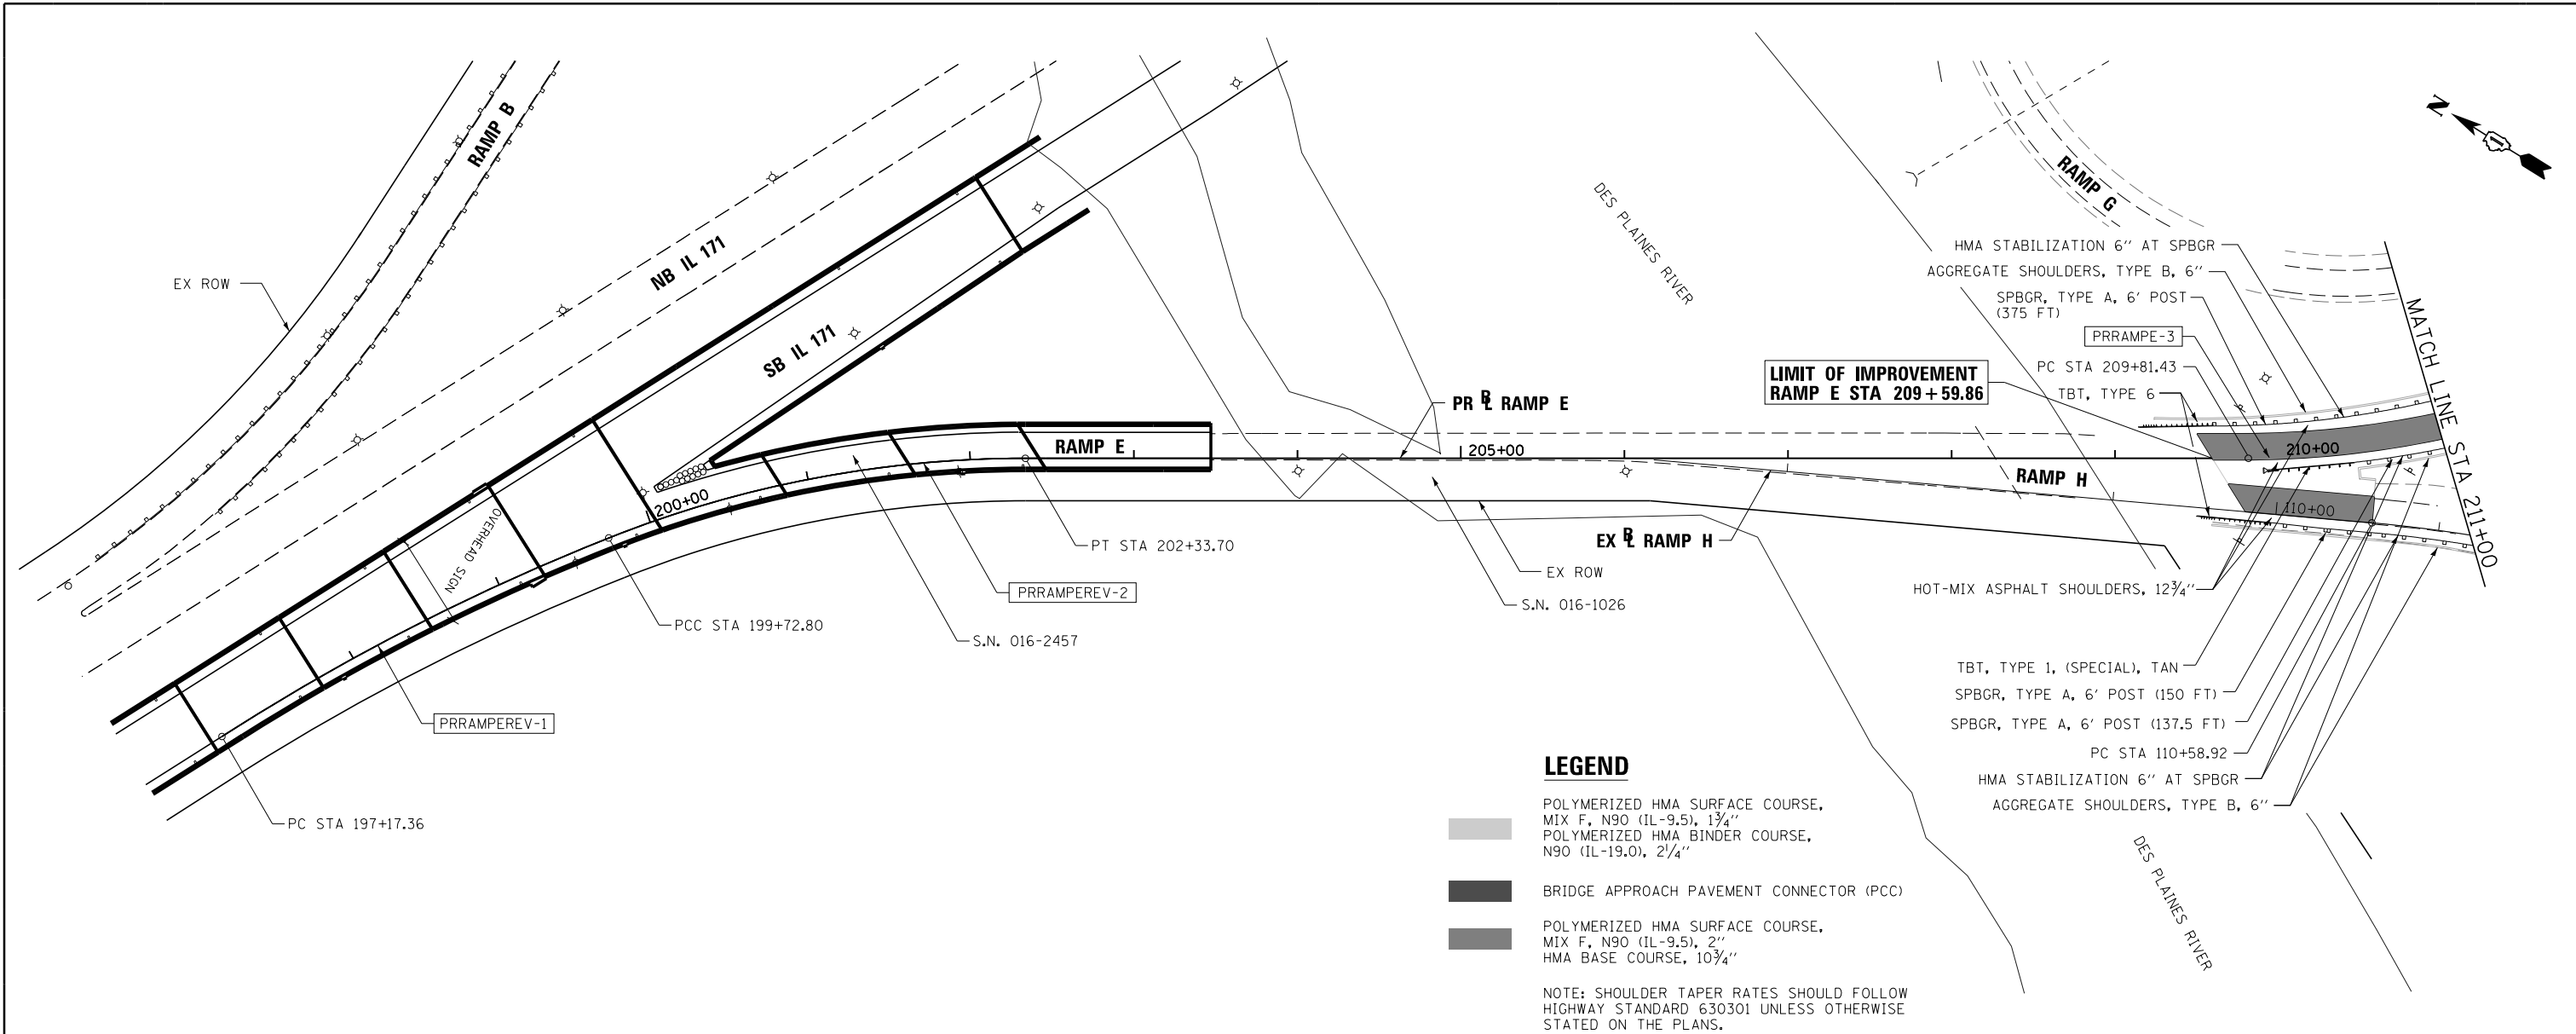 RAMP B
EX ROW
NB IL 171
SB IL 171
OVERHEAD SIGN
200+00
RAMP E
PR BL RAMP E
205+00
DES PLAINES RIVER
RAMP G
N
HMA STABILIZATION 6" AT SPBGR
AGGREGATE SHOULDERS, TYPE B, 6"
SPBGR, TYPE A, 6' POST
(375 FT)
PRRAMPE-3
PC STA 209+81.43
TBT, TYPE 6
LIMIT OF IMPROVEMENT
RAMP E STA 209+59.86
MATCH LINE STA 211+00
210+00
RAMP H
110+00
EX BL RAMP H
EX ROW
S.N. 016-1026
PT STA 202+33.70
PRRAMPEREV-2
PCC STA 199+72.80
S.N. 016-2457
PRRAMPEREV-1
PC STA 197+17.36
HOT-MIX ASPHALT SHOULDERS, 12¾"
TBT, TYPE 1, (SPECIAL), TAN
SPBGR, TYPE A, 6' POST (150 FT)
SPBGR, TYPE A, 6' POST (137.5 FT)
PC STA 110+58.92
HMA STABILIZATION 6" AT SPBGR
AGGREGATE SHOULDERS, TYPE B, 6"
DES PLAINES RIVER
LEGEND
POLYMERIZED HMA SURFACE COURSE,
MIX F, N90 (IL-9.5), 1¾"
POLYMERIZED HMA BINDER COURSE,
N90 (IL-19.0), 2¼"
BRIDGE APPROACH PAVEMENT CONNECTOR (PCC)
POLYMERIZED HMA SURFACE COURSE,
MIX F, N90 (IL-9.5), 2"
HMA BASE COURSE, 10¾"
NOTE: SHOULDER TAPER RATES SHOULD FOLLOW
HIGHWAY STANDARD 630301 UNLESS OTHERWISE
STATED ON THE PLANS.